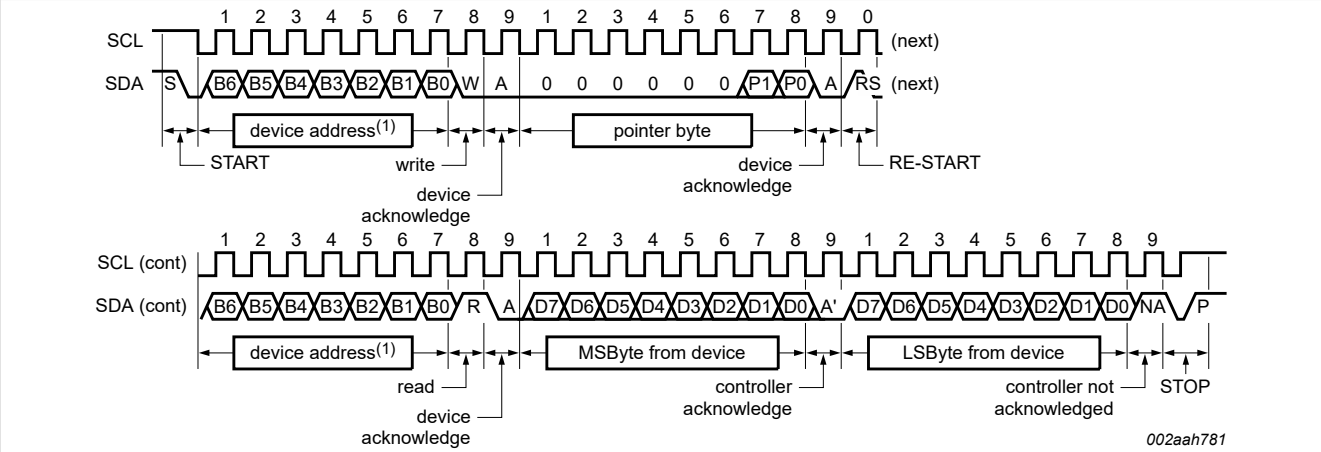 1 2 3 4 5 6 7 8 9 1 2 3 4 5 6 7 8 9 0
SCL (next)
SDA S B6 B5 B4 B3 B2 B1 B0 W A 0 0 0 0 0 0 P1 P0 A RS (next)
device address(1) pointer byte
START write device RE-START
acknowledge
device
acknowledge
1 2 3 4 5 6 7 8 9 1 2 3 4 5 6 7 8 9 1 2 3 4 5 6 7 8 9
SCL (cont)
SDA (cont) B6 B5 B4 B3 B2 B1 B0 R A D7 D6 D5 D4 D3 D2 D1 D0 A' D7 D6 D5 D4 D3 D2 D1 D0 NA P
device address(1) MSByte from device LSByte from device
read controller controller not STOP
acknowledge acknowledged
device
acknowledge
002aah781